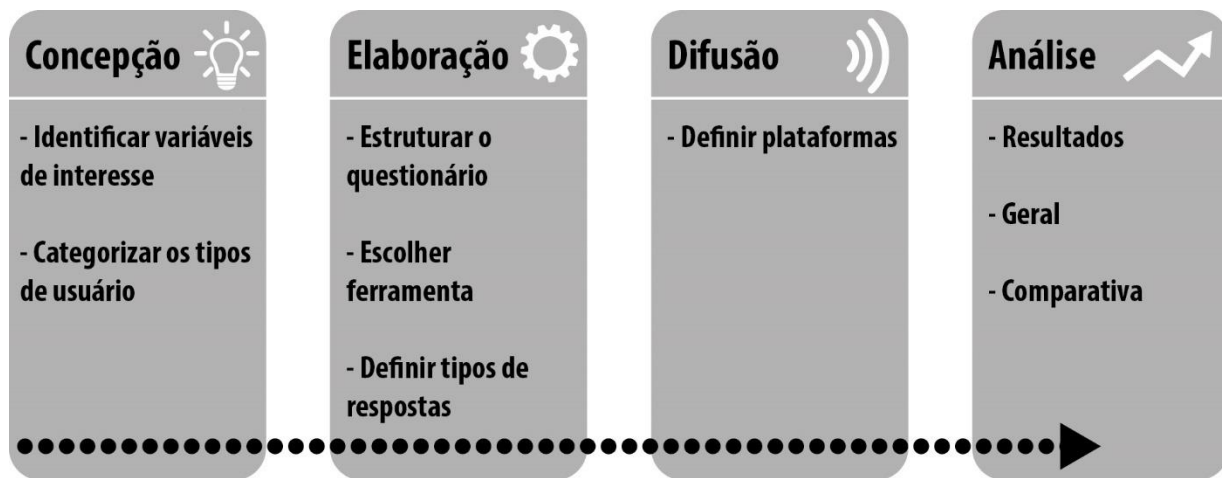 Concepção
- Identificar variáveis
de interesse
- Categorizar os tipos
de usuário
Elaboração
- Estruturar o
questionário
- Escolher
ferramenta
- Definir tipos de
respostas
Difusão
- Definir plataformas
Análise
- Resultados
- Geral
- Comparativa